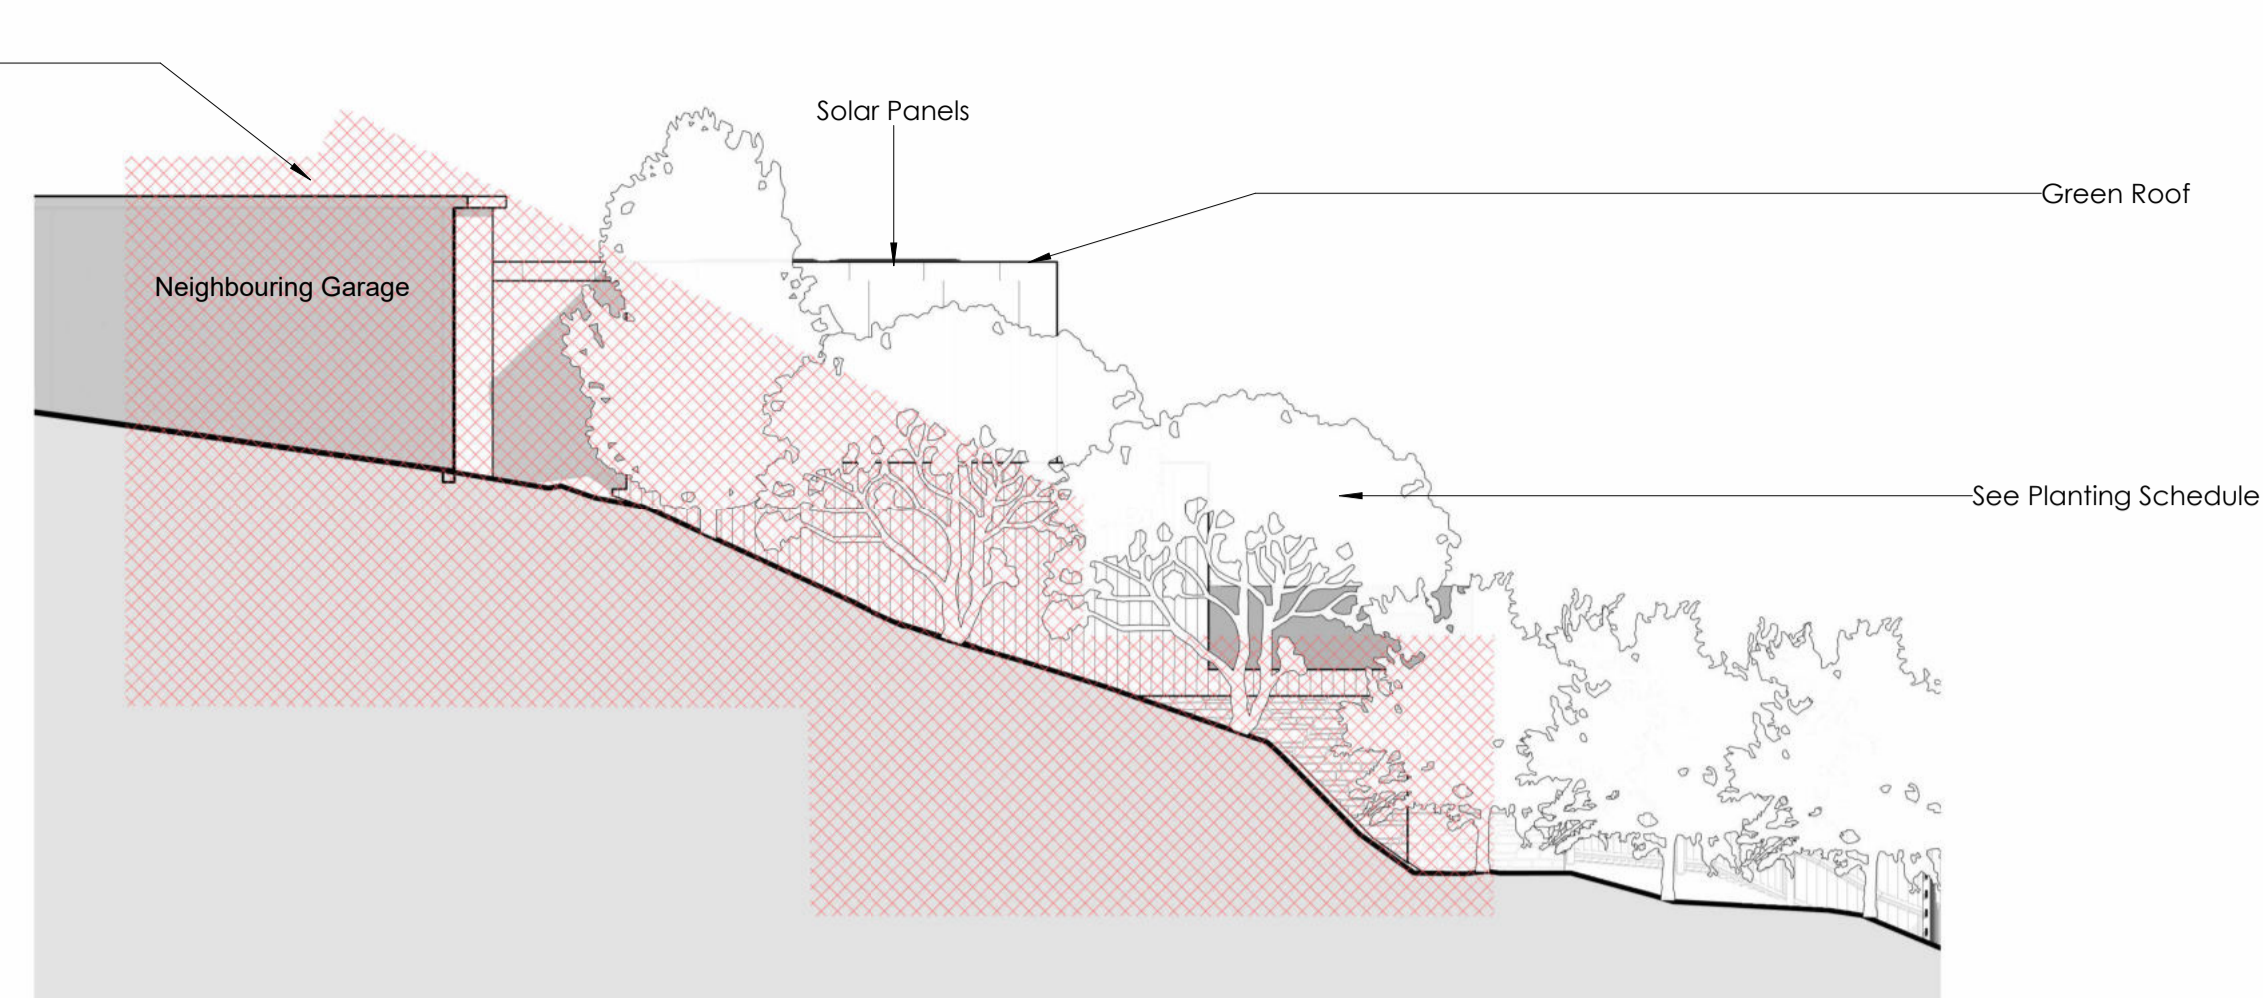 Solar Panels
Green Roof
Neighbouring Garage
See Planting Schedule